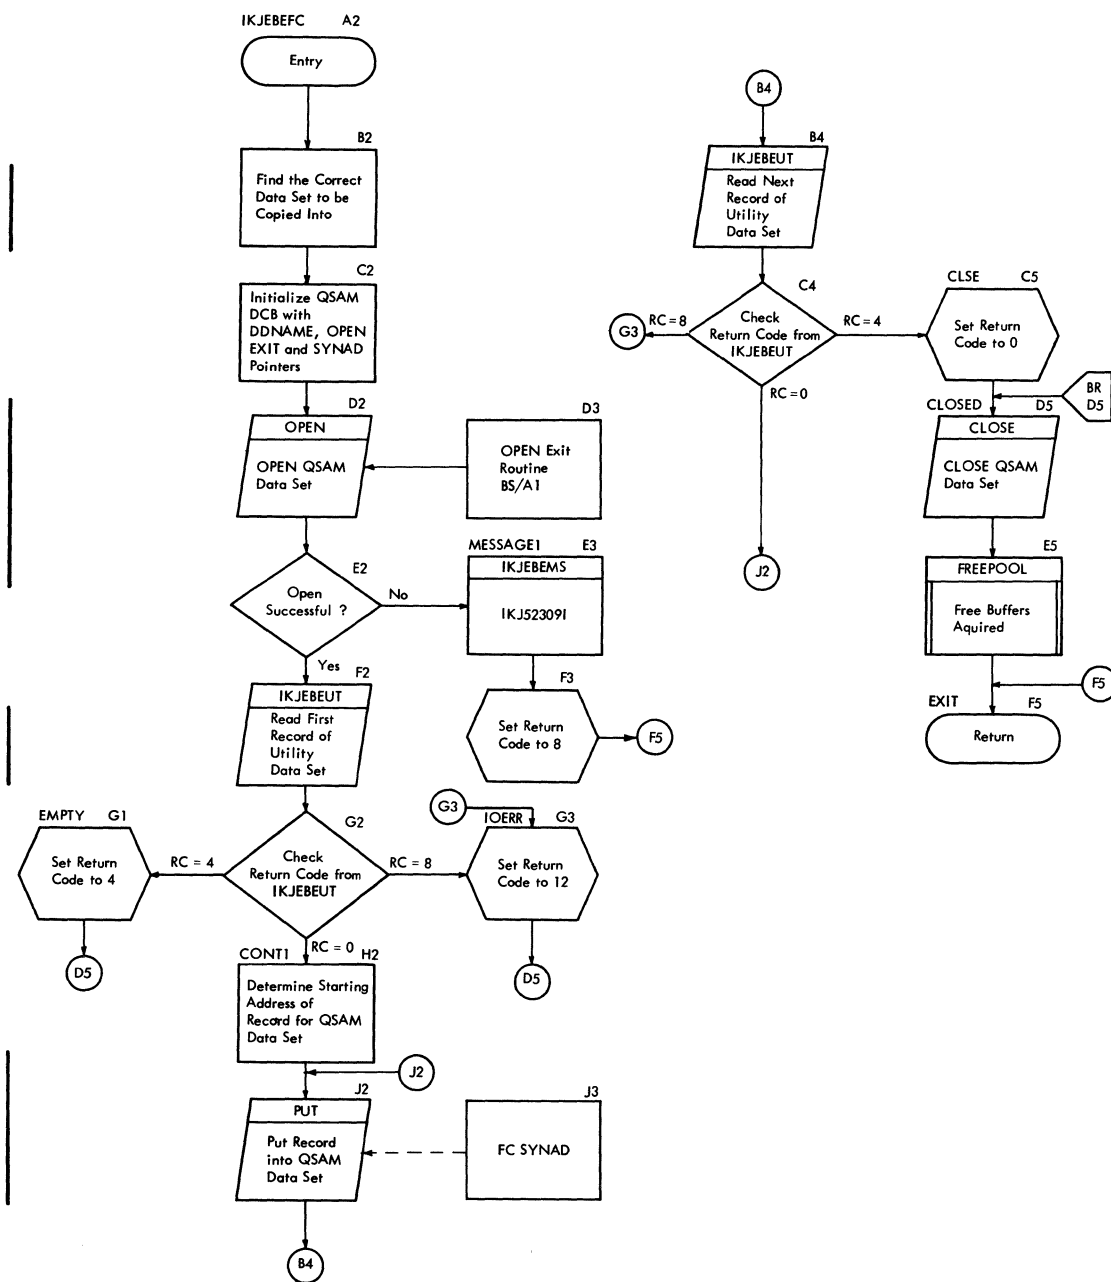 IKJEBEFC A2
Entry
B2
Find the Correct
Data Set to be
Copied Into
C2
Initialize QSAM
DCB with
DDNAME, OPEN
EXIT and SYNAD
Pointers
D2
OPEN
OPEN QSAM
Data Set
D3
OPEN Exit
Routine
BS/A1
E2
Open
Successful ?
No
Yes
MESSAGE1 E3
IKJEBEMS
IKJ52309I
F2
IKJEBEUT
Read First
Record of
Utility
Data Set
F3
Set Return
Code to 8
F5
EMPTY G1
Set Return
Code to 4
D5
RC = 4
G2
Check
Return Code from
IKJEBEUT
RC = 8
RC = 0
G3
IOERR G3
Set Return
Code to 12
D5
CONT1 H2
Determine Starting
Address of
Record for QSAM
Data Set
J2
J2
PUT
Put Record
into QSAM
Data Set
J3
FC SYNAD
B4
B4
B4
IKJEBEUT
Read Next
Record of
Utility
Data Set
C4
Check
Return Code from
IKJEBEUT
RC = 8
G3
RC = 4
RC = 0
J2
CLSE C5
Set Return
Code to 0
BR
D5
CLOSED D5
CLOSE
CLOSE QSAM
Data Set
E5
FREEPOOL
Free Buffers
Aquired
F5
EXIT F5
Return